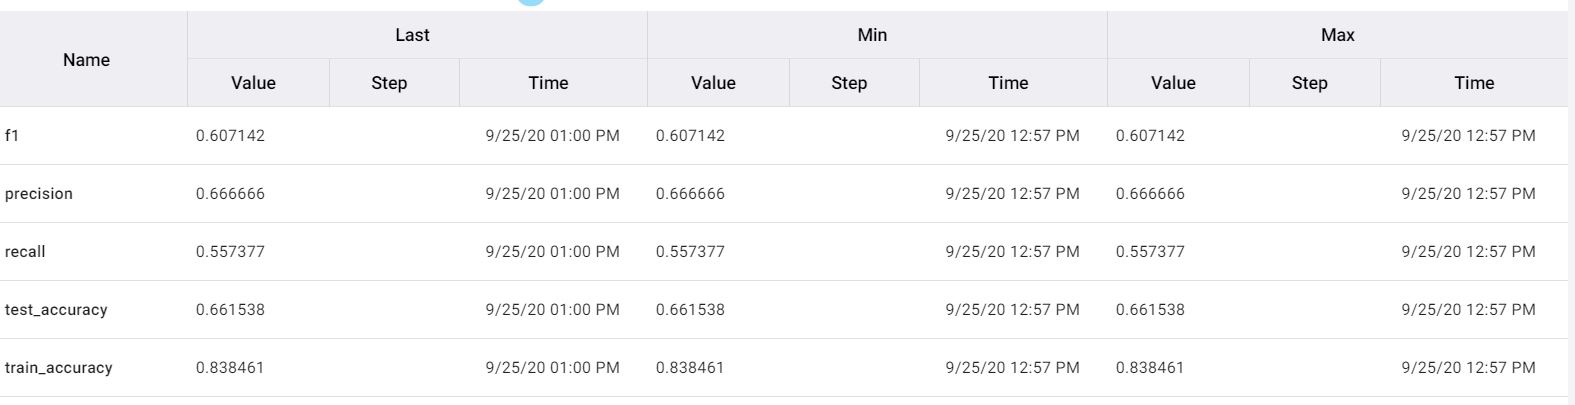 Name Last Min Max
Value Step Time Value Step Time Value Step Time
f1 0.607142 9/25/20 01:00 PM 0.607142 9/25/20 12:57 PM 0.607142 9/25/20 12:57 PM
precision 0.666666 9/25/20 01:00 PM 0.666666 9/25/20 12:57 PM 0.666666 9/25/20 12:57 PM
recall 0.557377 9/25/20 01:00 PM 0.557377 9/25/20 12:57 PM 0.557377 9/25/20 12:57 PM
test_accuracy 0.661538 9/25/20 01:00 PM 0.661538 9/25/20 12:57 PM 0.661538 9/25/20 12:57 PM
train_accuracy 0.838461 9/25/20 01:00 PM 0.838461 9/25/20 12:57 PM 0.838461 9/25/20 12:57 PM